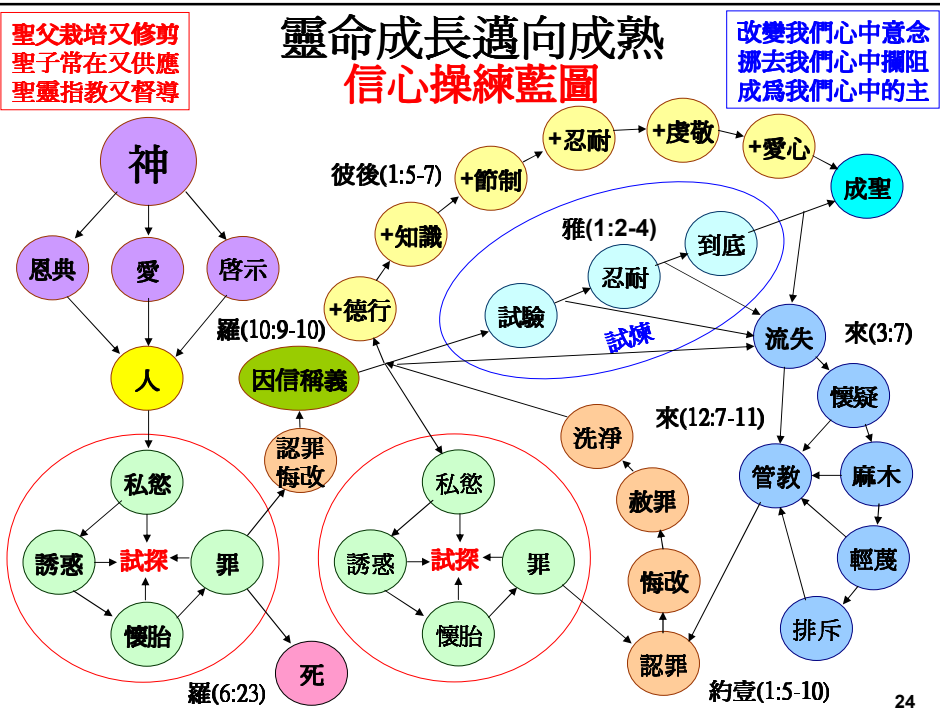 聖父栽培又修剪
聖子常在又供應
聖靈指教又督導
靈命成長邁向成熟
信心操練藍圖
改變我們心中意念
挪去我們心中攔阻
成爲我們心中的主
神
恩典
愛
啓示
人
羅(10:9-10)
因信稱義
認罪
悔改
私慾
誘惑
試探
罪
懷胎
死
羅(6:23)
彼後(1:5-7)
+德行
+知識
+節制
+忍耐
+虔敬
+愛心
成聖
雅(1:2-4)
試驗
忍耐
到底
試煉
流失
來(3:7)
懷疑
麻木
輕蔑
排斥
管教
來(12:7-11)
洗淨
赦罪
悔改
認罪
約壹(1:5-10)
私慾
誘惑
試探
罪
懷胎
24